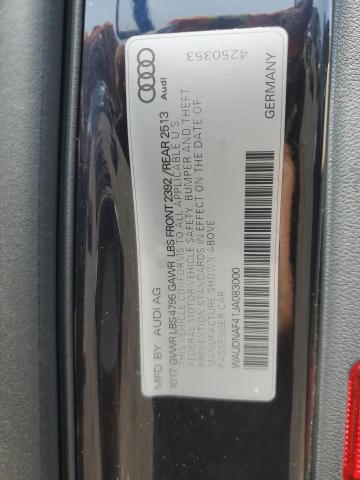 Audi
4250353
GERMANY
MFD BY AUDI AG
10 17 GVWR LBS 4795 GAWR LBS FRONT 2392 /REAR 2513
THIS VEHICLE CONFORMS TO ALL APPLICABLE U S
FEDERAL MOTOR VEHICLE SAFETY, BUMPER AND THEFT
PREVENTION STANDARDS IN EFFECT ON THE DATE OF
MANUFACTURE SHOWN ABOVE
PASSENGER CAR
WAUDNAF41JA083000